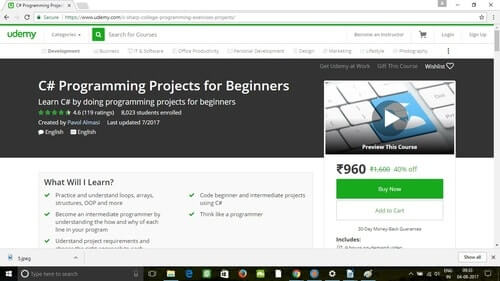 C# Programming Proje
Secure
https://www.udemy.com/c-sharp-college-programming-exercises-projects/
udemy
Categories
Search for Courses
Become an Instructor
Login
Sign Up
Development
Business
IT & Software
Office Productivity
Personal Development
Design
Marketing
Lifestyle
Photography
Get Udemy at Work
Gift This Course
Wishlist
C# Programming Projects for Beginners
Learn C# by doing programming projects for beginners
4.6 (119 ratings) 8,023 students enrolled
Created by Pavol Almasi Last updated 7/2017
English English
Preview This Course
₹960 ₹1,600 40% off
Buy Now
Add to Cart
30-Day Money-Back Guarantee
Includes:
What Will I Learn?
Practice and understand loops, arrays,
structures, OOP and more
Become an intermediate programmer by
understanding the how and why of each
line in your program
Uderstand project requirements and
Code beginner and intermediate projects
using C#
Think like a programmer
5.jpeg
Show all
Type here to search
ENG
IN
04-08-2017